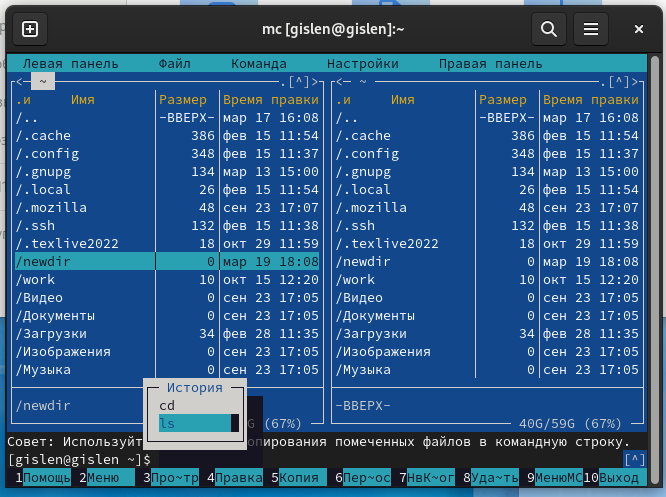 mc [gislen@gislen]:~
Левая панель Файл Команда Настройки Правая панель
<- ~ .[^]> <- ~ .[^]>
.и Имя Размер Время правки .и Имя Размер Время правки
/.. -ВВЕРХ- мар 17 16:08 /.. -ВВЕРХ- мар 17 16:08
/.cache 386 фев 15 11:54 /.cache 386 фев 15 11:54
/.config 348 фев 15 11:37 /.config 348 фев 15 11:37
/.gnupg 134 мар 13 15:00 /.gnupg 134 мар 13 15:00
/.local 26 фев 15 11:54 /.local 26 фев 15 11:54
/.mozilla 48 сен 23 17:07 /.mozilla 48 сен 23 17:07
/.ssh 132 фев 15 11:38 /.ssh 132 фев 15 11:38
/.texlive2022 18 окт 29 11:59 /.texlive2022 18 окт 29 11:59
/newdir 0 мар 19 18:08 /newdir 0 мар 19 18:08
/work 10 окт 15 12:20 /work 10 окт 15 12:20
/Видео 0 сен 23 17:05 /Видео 0 сен 23 17:05
/Документы 0 сен 23 17:05 /Документы 0 сен 23 17:05
/Загрузки 34 фев 28 11:35 /Загрузки 34 фев 28 11:35
/Изображения 0 сен 23 17:05 /Изображения 0 сен 23 17:05
/Музыка 0 сен 23 17:05 /Музыка 0 сен 23 17:05
История
cd
ls
/newdir -ВВЕРХ-
G (67%) 40G/59G (67%)
Совет: Используйт опирования помеченных файлов в командную строку.
[gislen@gislen ~]$ [^]
1Помощь 2Меню 3Про~тр 4Правка 5Копия 6Пер~ос 7НвК~ог 8Уда~ть 9МенюMC 10Выход